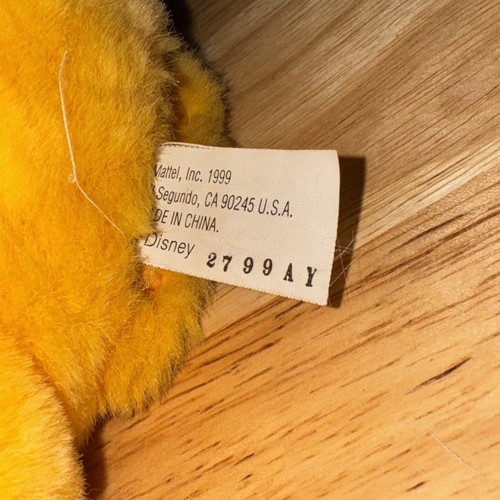 Mattel, Inc. 1999
Segundo, CA 90245 U.S.A.
DE IN CHINA.
Disney 2799AY